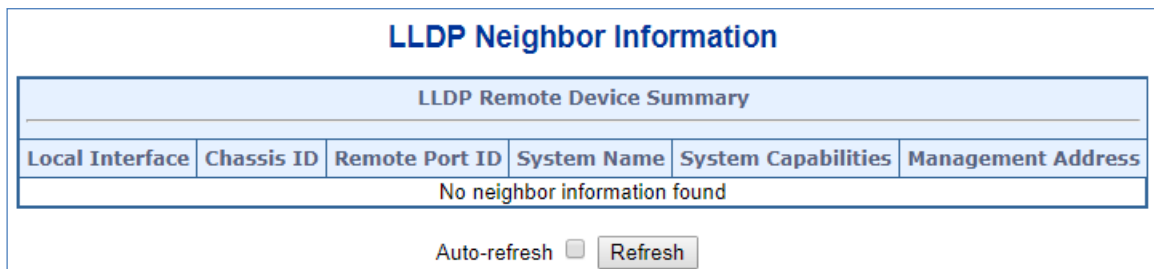 LLDP Neighbor Information
LLDP Remote Device Summary
Local Interface Chassis ID Remote Port ID System Name System Capabilities Management Address
No neighbor information found
Auto-refresh Refresh